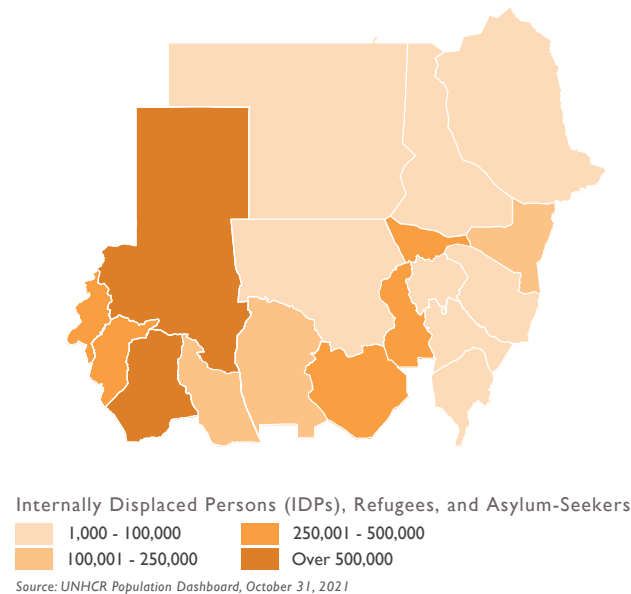 Internally Displaced Persons (IDPs), Refugees, and Asylum-Seekers
1,000 - 100,000
250,001 - 500,000
100,001 - 250,000
Over 500,000
Source: UNHCR Population Dashboard, October 31, 2021